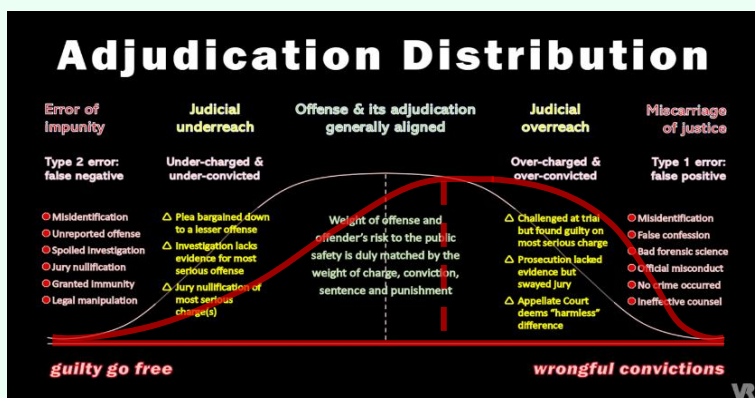 Adjudication Distribution
Error of
impunity
Type 2 error:
false negative
Misidentification
Unreported offense
Spoiled investigation
Jury nullification
Granted immunity
Legal manipulation
Judicial
underreach
Under-charged &
under-convicted
Plea bargained down
to a lesser offense
Investigation lacks
evidence for most
serious offense
Jury nullification of
most serious
charge(s)
Offense & its adjudication
generally aligned
Weight of offense and
offender's risk to the public
safety is duly matched by the
weight of charge, conviction,
sentence and punishment
Judicial
overreach
Over-charged &
over-convicted
Challenged at trial
but found guilty on
most serious charge
Prosecution lacked
evidence but
swayed jury
Appellate Court
deems "harmless"
difference
Miscarriage
of justice
Type 1 error:
false positive
Misidentification
False confession
Bad forensic science
Official misconduct
No crime occurred
Ineffective counsel
guilty go free
wrongful convictions